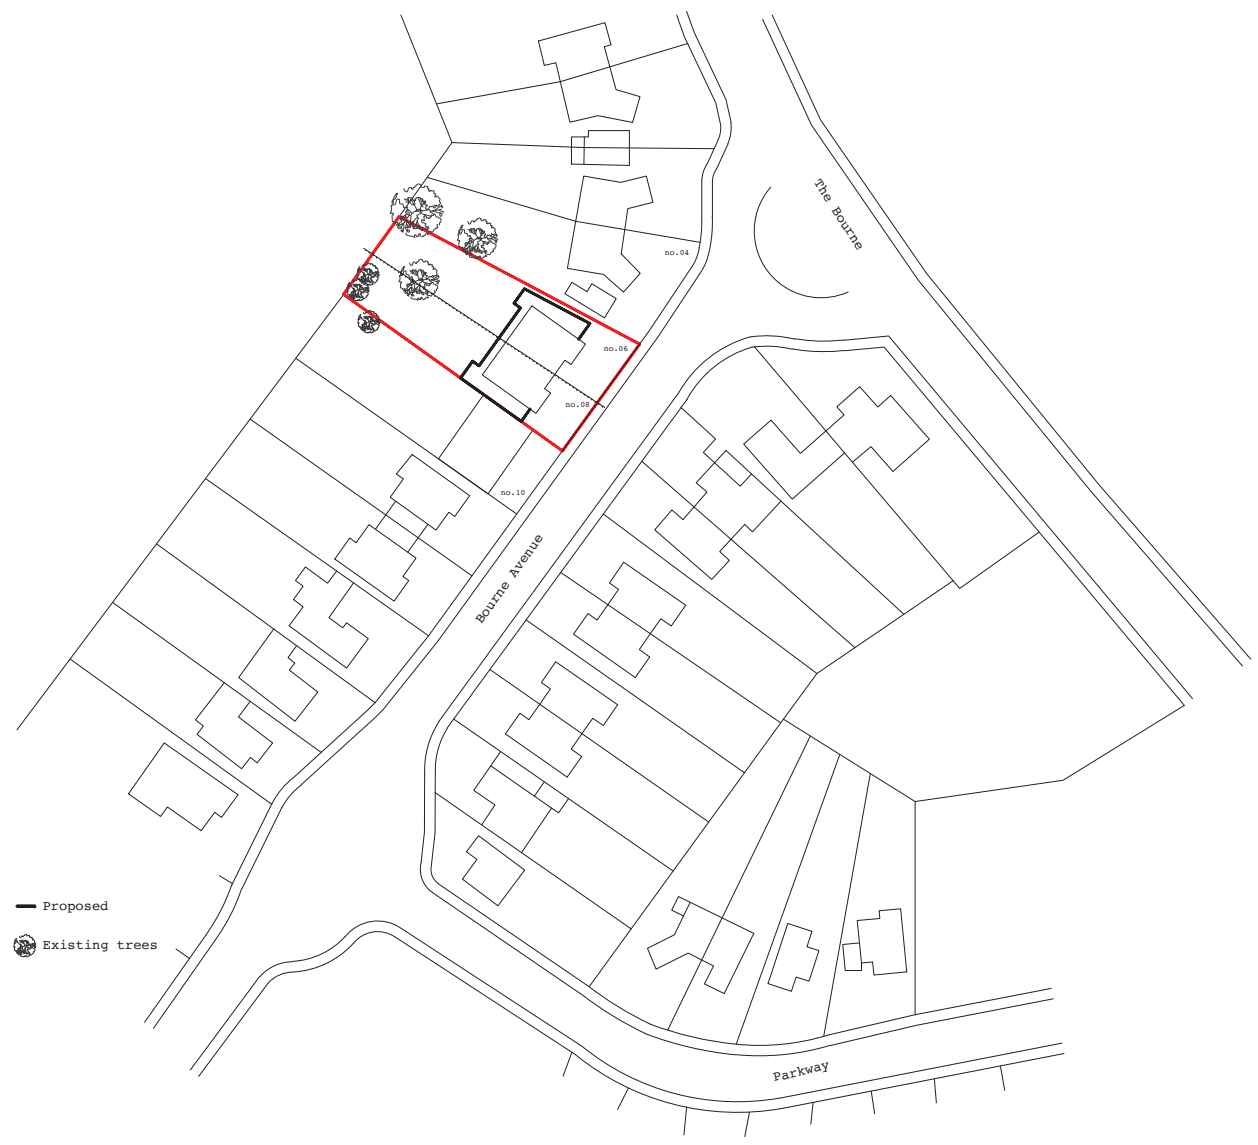 The Bourne
no.04
no.06
no.08
no.10
Bourne Avenue
Proposed
Existing trees
Parkway